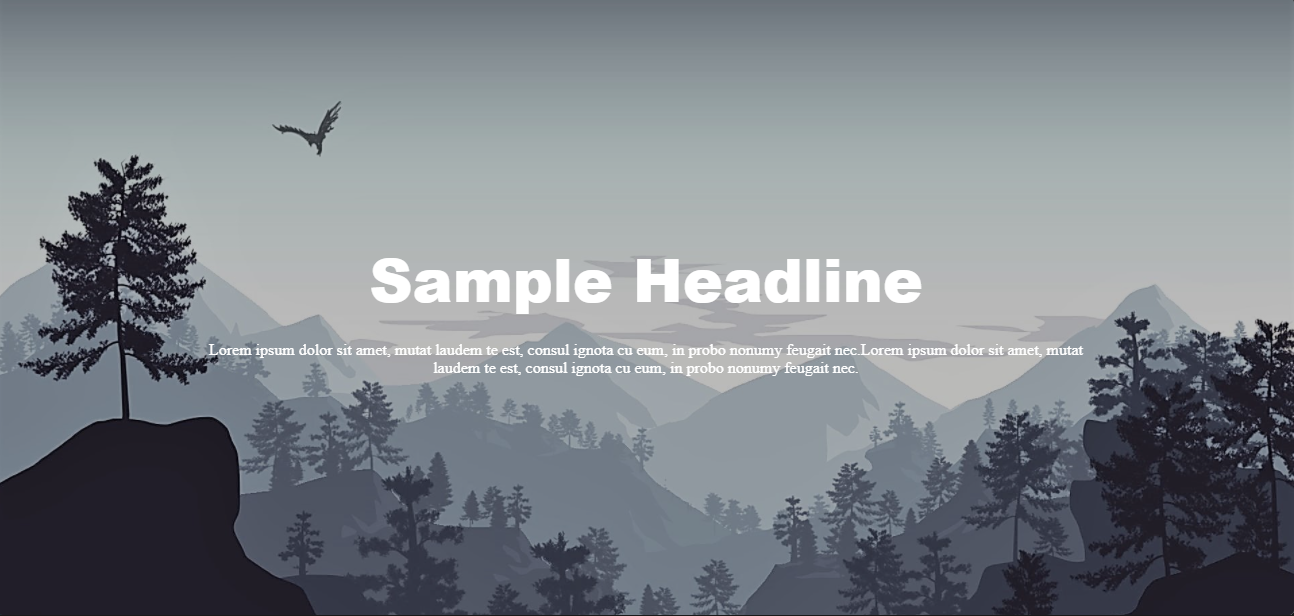 Sample Headline
Lorem ipsum dolor sit amet, mutat laudem te est, consul ignota cu eum, in probo nonumy feugait nec.Lorem ipsum dolor sit amet, mutat
laudem te est, consul ignota cu eum, in probo nonumy feugait nec.